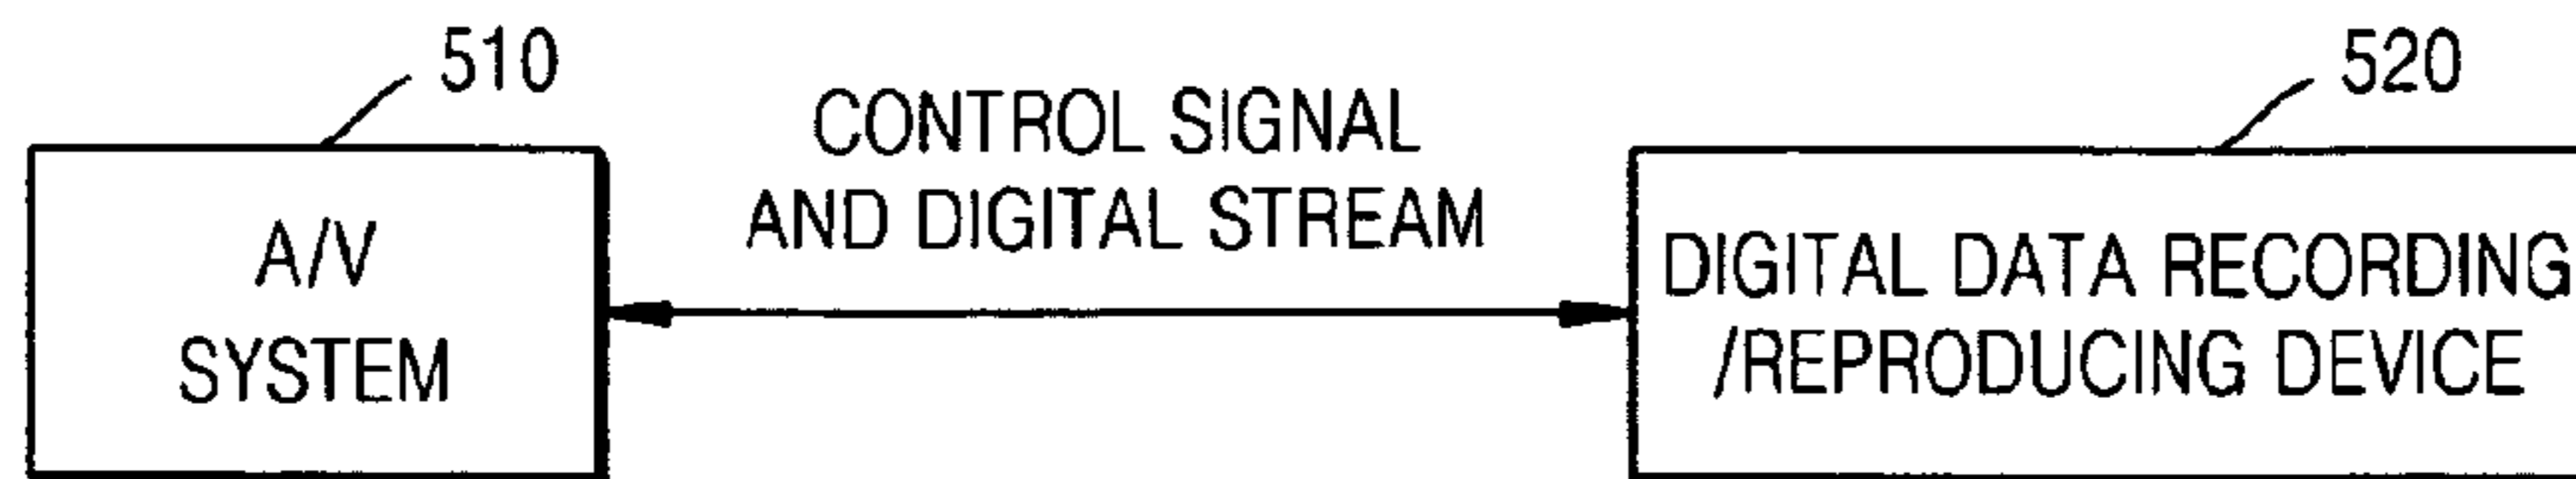 510
520
CONTROL SIGNAL
AND DIGITAL STREAM
A/V
SYSTEM
DIGITAL DATA RECORDING
/REPRODUCING DEVICE